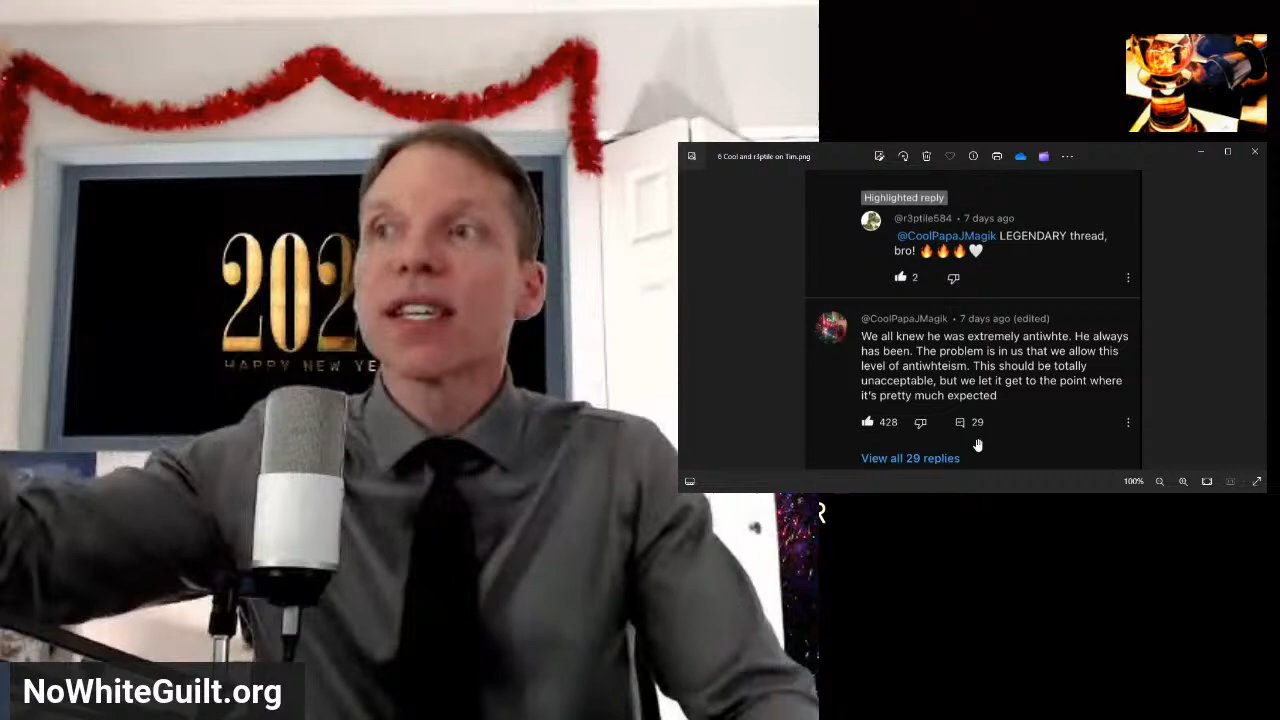 202
HAPPY NEW YE
NoWhiteGuilt.org
6 Cool and r3ptile on Tim.png
Highlighted reply
@r3ptile584 • 7 days ago
@CoolPapaJMagik LEGENDARY thread,
bro! 🔥🔥🔥🤍
2
@CoolPapaJMagik • 7 days ago (edited)
We all knew he was extremely antiwhte. He always
has been. The problem is in us that we allow this
level of antiwhteism. This should be totally
unacceptable, but we let it get to the point where
it's pretty much expected
428 29
View all 29 replies
100%
R